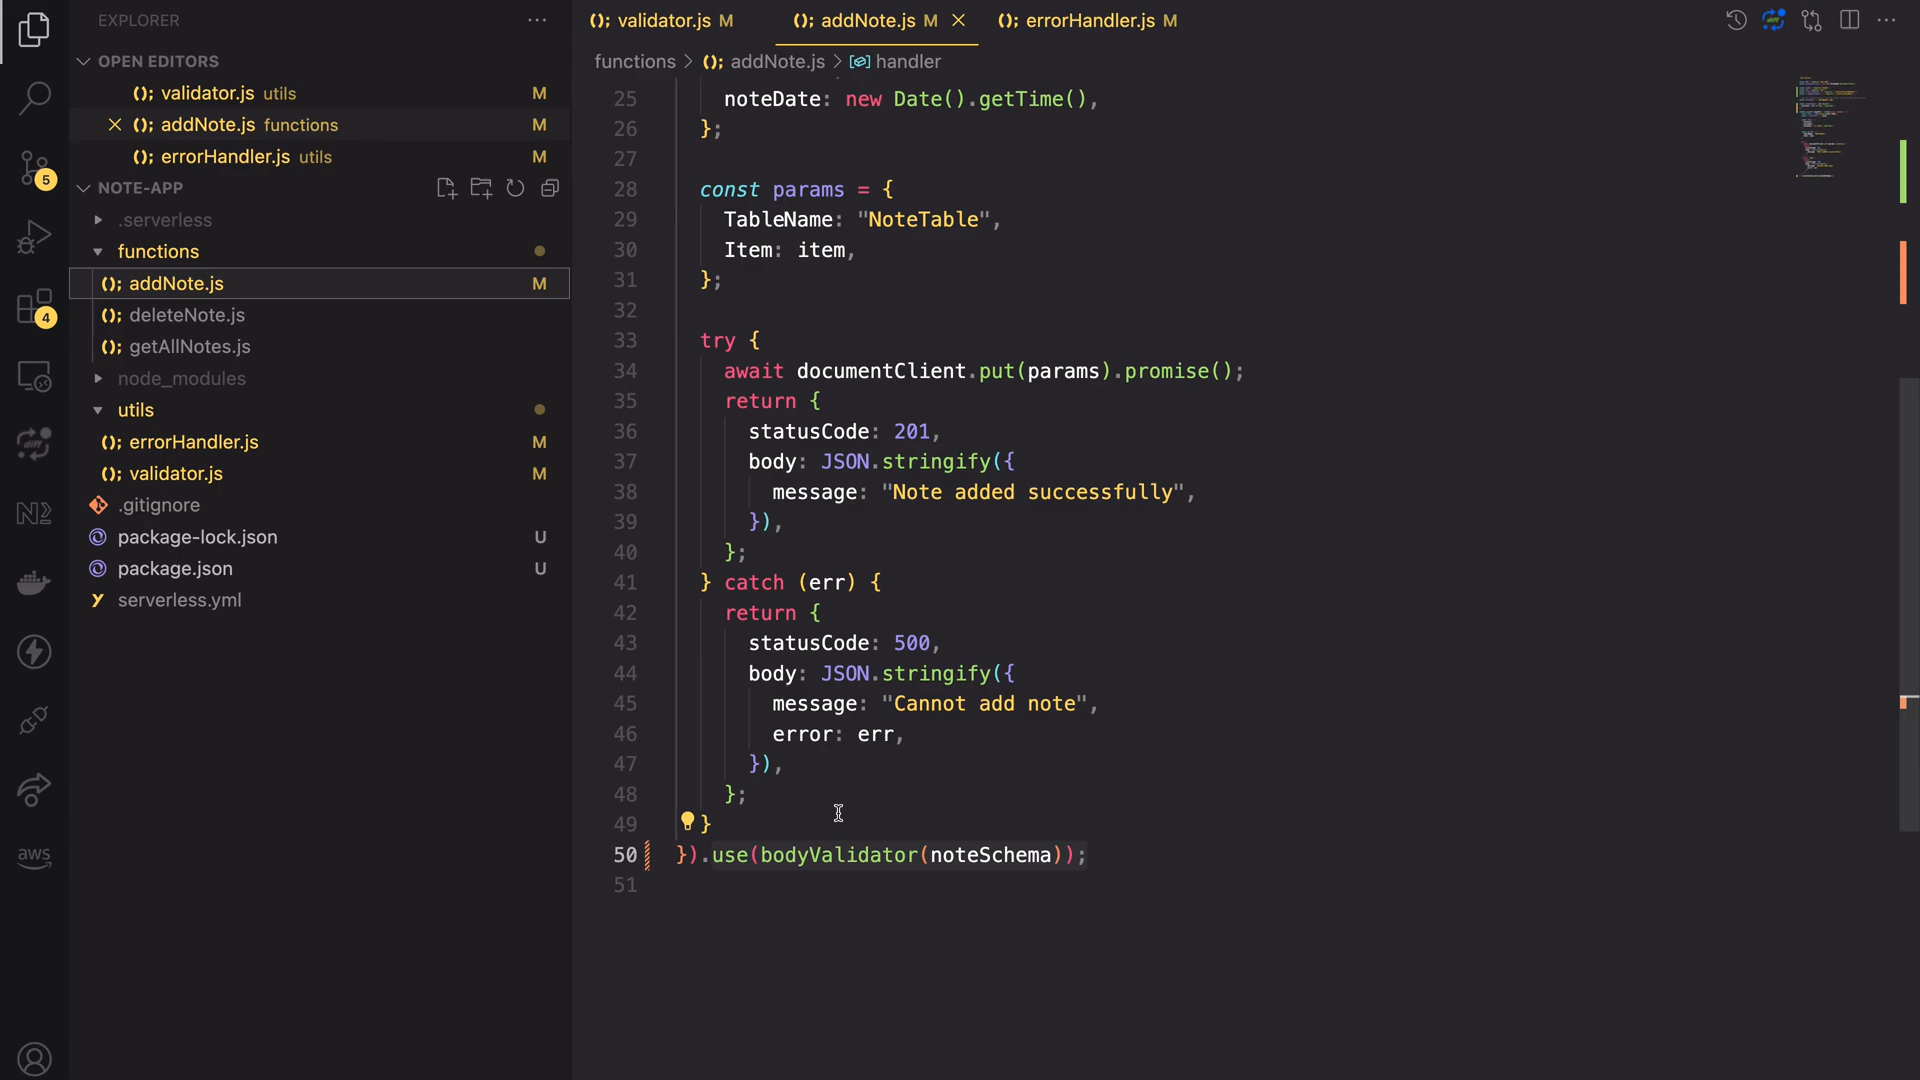 EXPLORER
OPEN EDITORS
validator.js utils M
addNote.js functions M
errorHandler.js utils M
NOTE-APP
.serverless
functions
addNote.js M
deleteNote.js
getAllNotes.js
node_modules
utils
errorHandler.js M
validator.js M
.gitignore
package-lock.json U
package.json U
serverless.yml
5
4
aws
validator.js M
addNote.js M
errorHandler.js M
functions > addNote.js > handler
25 noteDate: new Date().getTime(),
26 };
27
28 const params = {
29 TableName: "NoteTable",
30 Item: item,
31 };
32
33 try {
34 await documentClient.put(params).promise();
35 return {
36 statusCode: 201,
37 body: JSON.stringify({
38 message: "Note added successfully",
39 }),
40 };
41 } catch (err) {
42 return {
43 statusCode: 500,
44 body: JSON.stringify({
45 message: "Cannot add note",
46 error: err,
47 }),
48 };
49 }
50 }).use(bodyValidator(noteSchema));
51